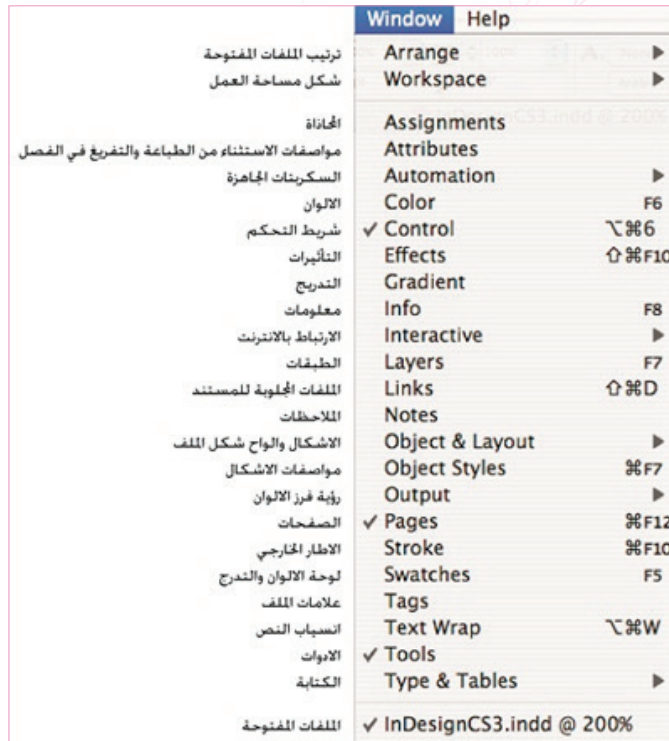 Window Help
ترتيب الملفات المفتوحة Arrange ▶
شكل مساحة العمل Workspace ▶
المحاذاة Assignments
مواصفات الاستثناء من الطباعة والتفريغ في الفصل Attributes
السكربتات الجاهزة Automation ▶
الالوان Color F6
شريط التحكم ✓ Control ⌥⌘6
التأثيرات Effects ⇧⌘F10
التدريج Gradient
معلومات Info F8
الارتباط بالانترنت Interactive ▶
الطبقات Layers F7
الملفات المجلوبة للمستند Links ⇧⌘D
الملاحظات Notes
الاشكال والواح شكل الملف Object & Layout ▶
مواصفات الاشكال Object Styles ⌘F7
رؤية فرز الالوان Output ▶
الصفحات ✓ Pages ⌘F12
الاطار الخارجي Stroke ⌘F10
لوحة الالوان والتدرج Swatches F5
علامات الملف Tags
انسياب النص Text Wrap ⌥⌘W
الادوات ✓ Tools
الكتابة Type & Tables ▶
الملفات المفتوحة ✓ InDesignCS3.indd @ 200%